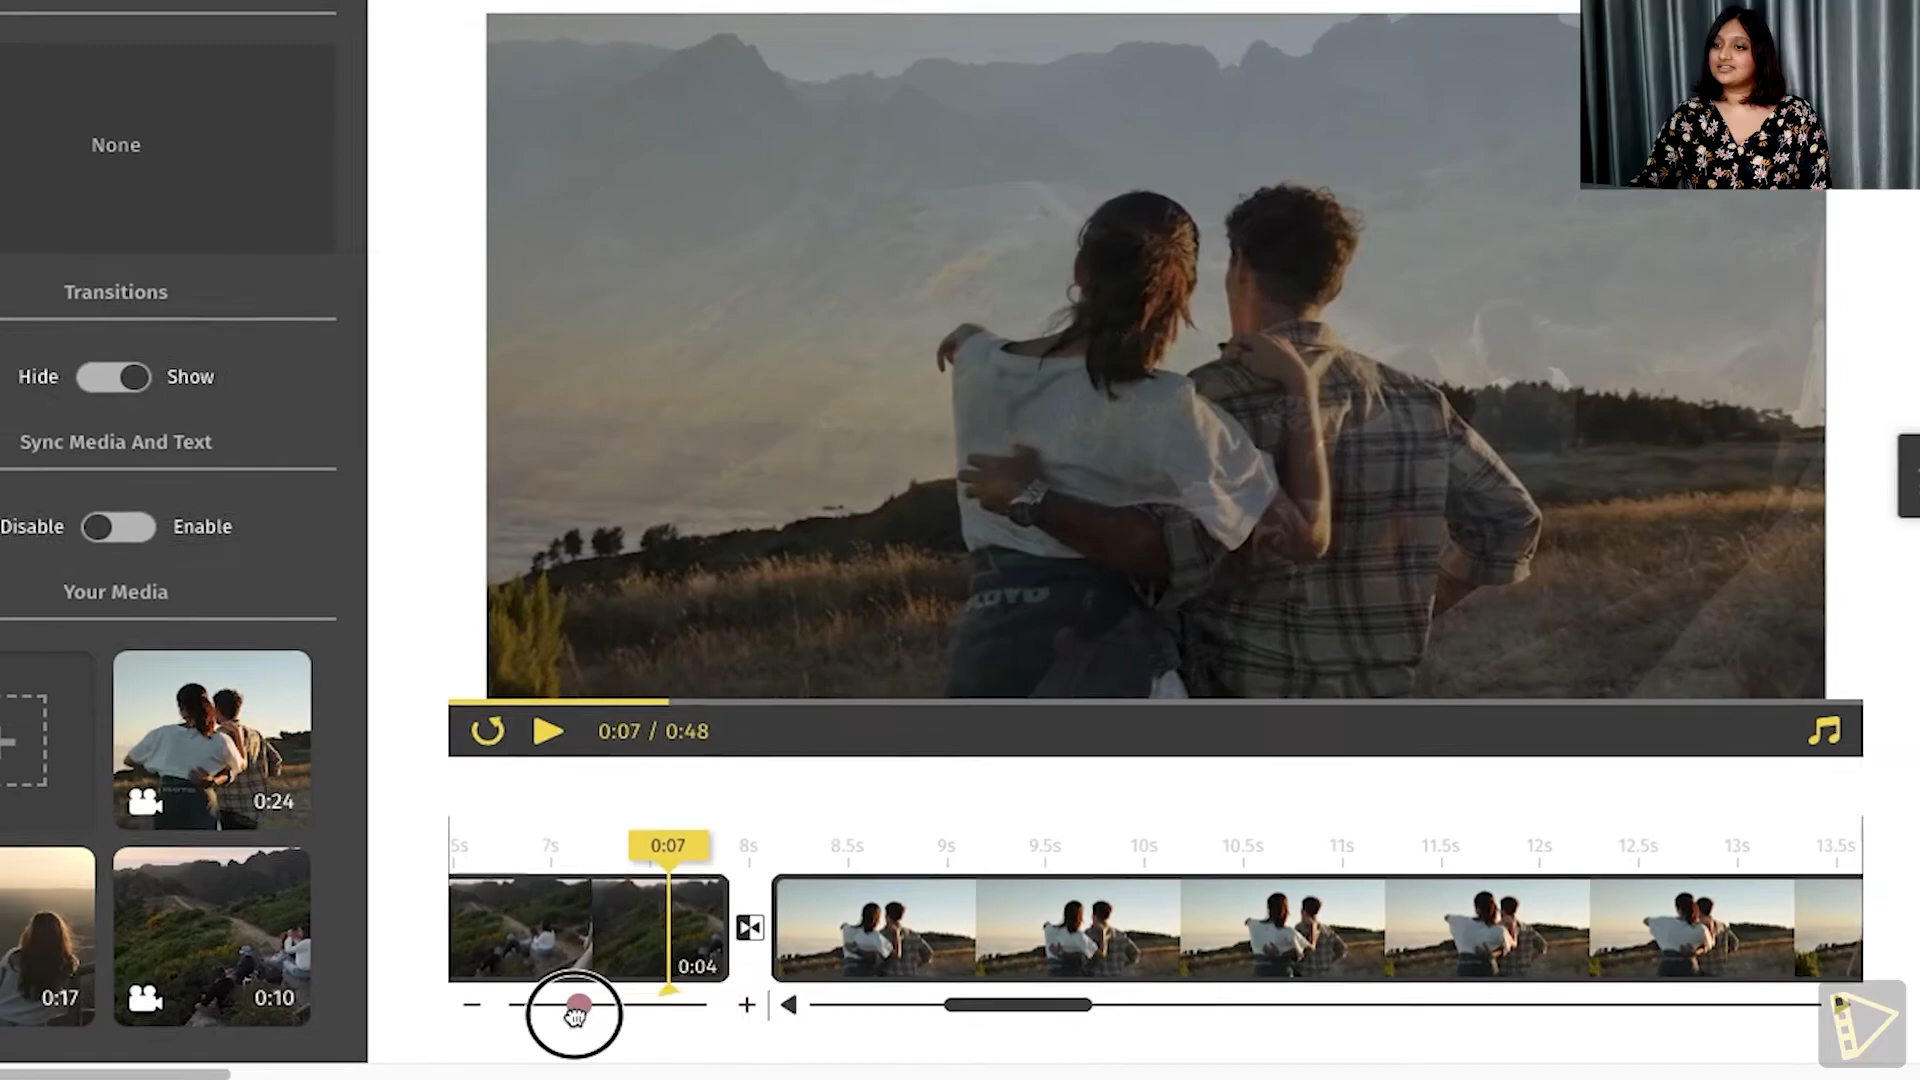 None
Transitions
Hide Show
Sync Media And Text
Disable Enable
Your Media
0:24
0:17
0:10
0:07 / 0:48
5s 7s 0:07 8s 8.5s 9s 9.5s 10s 10.5s 11s 11.5s 12s 12.5s 13s 13.5s
0:04